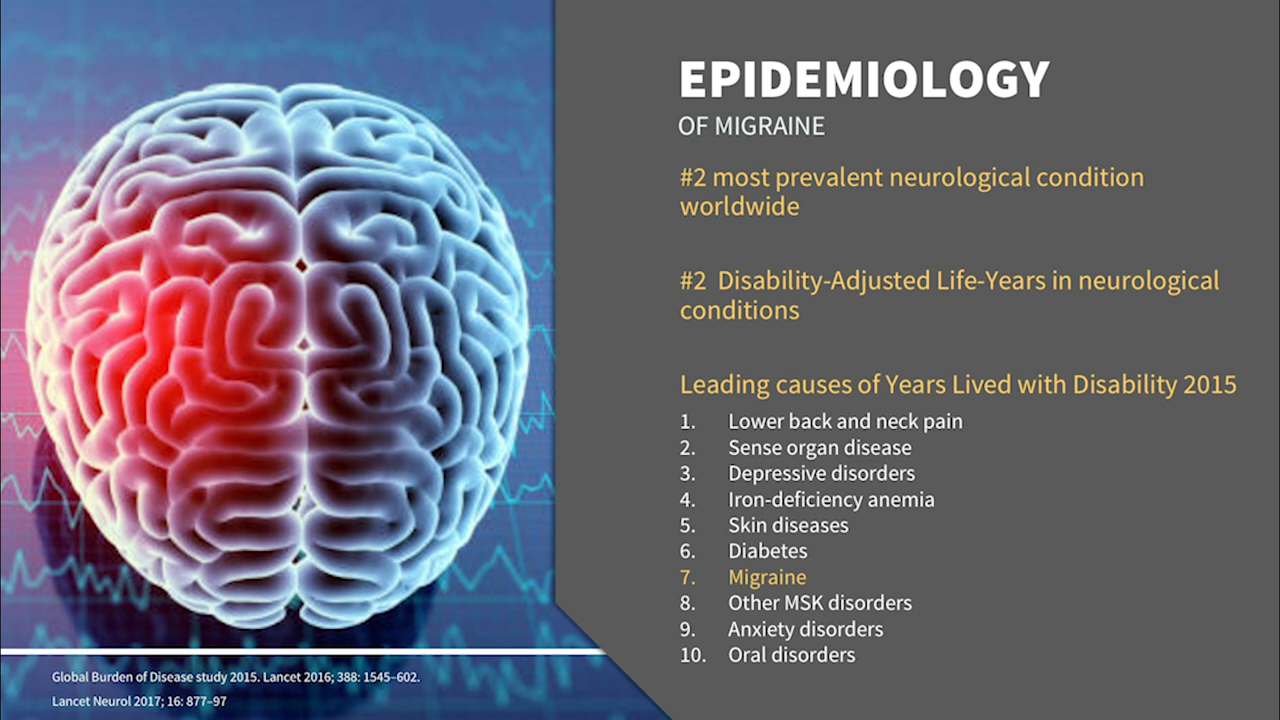 EPIDEMIOLOGY
OF MIGRAINE
#2 most prevalent neurological condition
worldwide
#2 Disability-Adjusted Life-Years in neurological
conditions
Leading causes of Years Lived with Disability 2015
1. Lower back and neck pain
2. Sense organ disease
3. Depressive disorders
4. Iron-deficiency anemia
5. Skin diseases
6. Diabetes
7. Migraine
8. Other MSK disorders
9. Anxiety disorders
10. Oral disorders
Global Burden of Disease study 2015. Lancet 2016; 388: 1545–602.
Lancet Neurol 2017; 16: 877–97